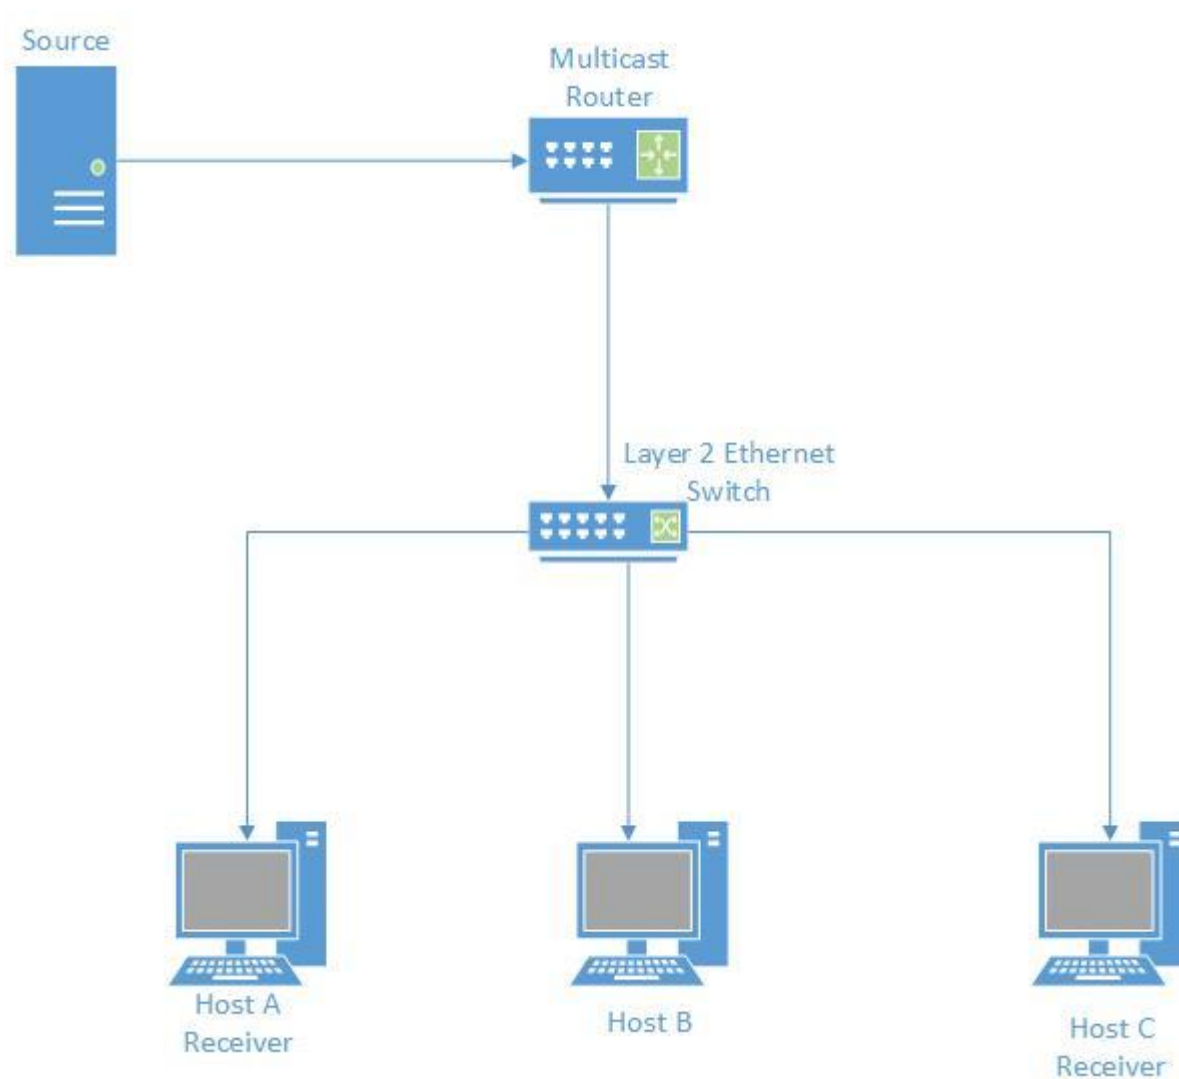 Source
Multicast
Router
Layer 2 Ethernet
Switch
Host A
Receiver
Host B
Host C
Receiver